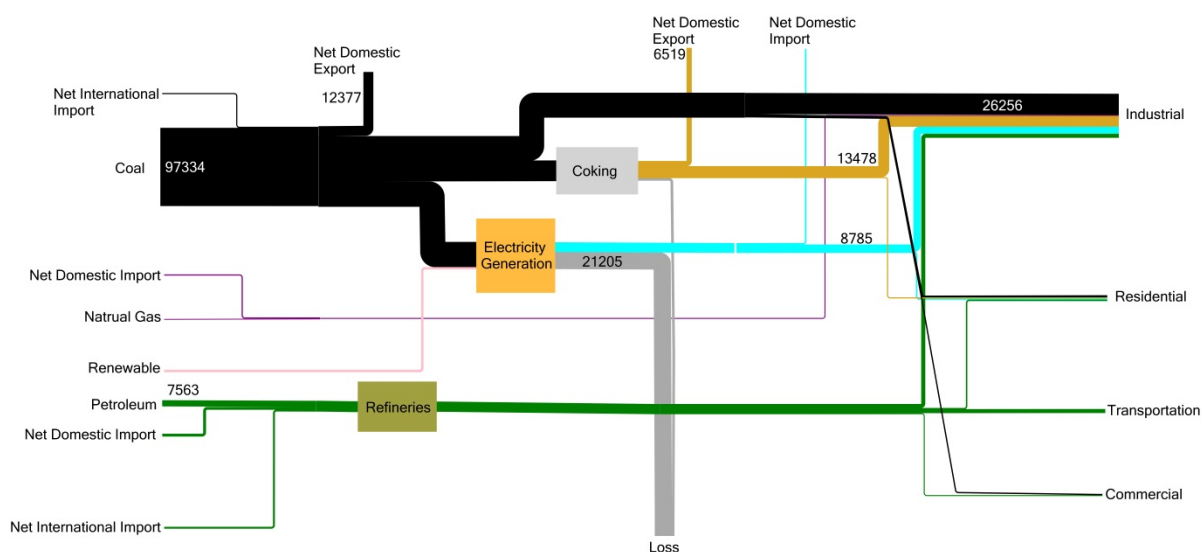 Net Domestic
Export
6519
Net Domestic
Import
Net Domestic
Export
12377
Net International
Import
26256
Industrial
Coal
97334
Coking
13478
Electricity
Generation
21205
8785
Net Domestic Import
Residential
Natrual Gas
Renewable
7563
Petroleum
Refineries
Transportation
Net Domestic Import
Commercial
Net International Import
Loss